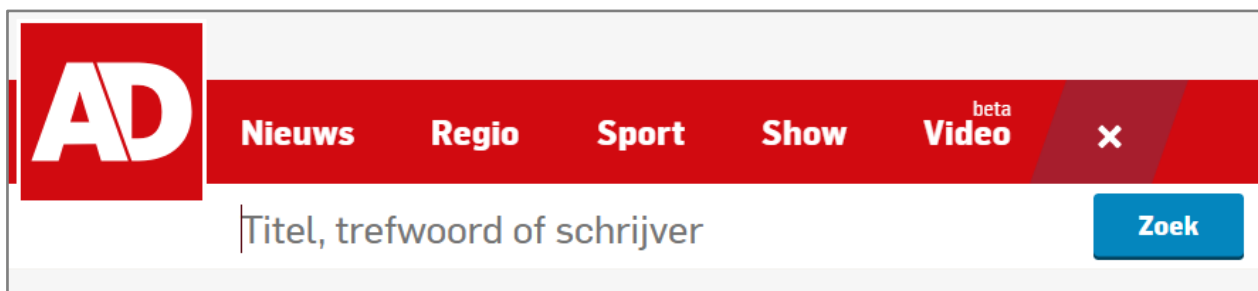 AD
Nieuws Regio Sport Show Video beta
Titel, trefwoord of schrijver Zoek